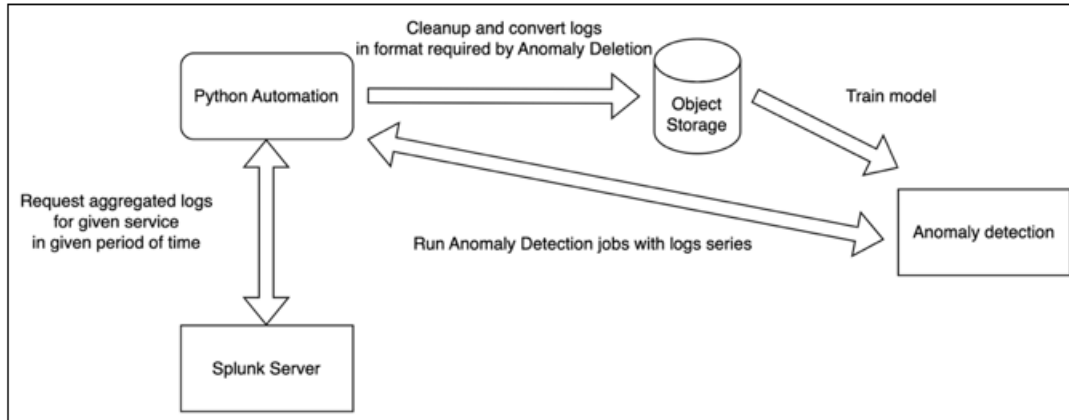 Cleanup and convert logs
in format required by Anomaly Deletion
Python Automation
Object
Storage
Train model
Request aggregated logs
for given service
in given period of time
Run Anomaly Detection jobs with logs series
Anomaly detection
Splunk Server